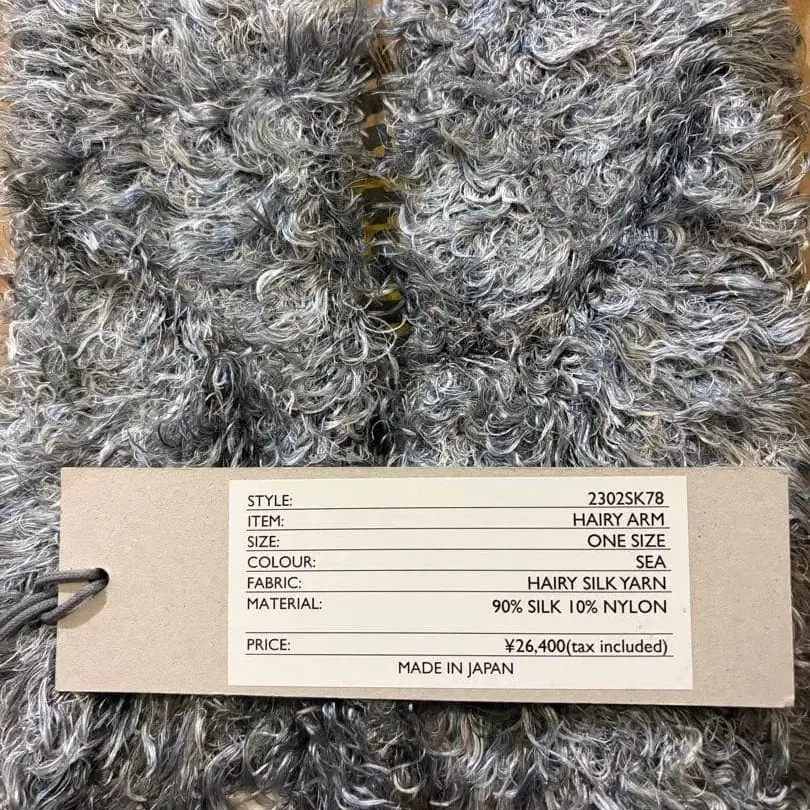 STYLE: 2302SK78
ITEM: HAIRY ARM
SIZE: ONE SIZE
COLOUR: SEA
FABRIC: HAIRY SILK YARN
MATERIAL: 90% SILK 10% NYLON
PRICE: ¥26,400(tax included)
MADE IN JAPAN